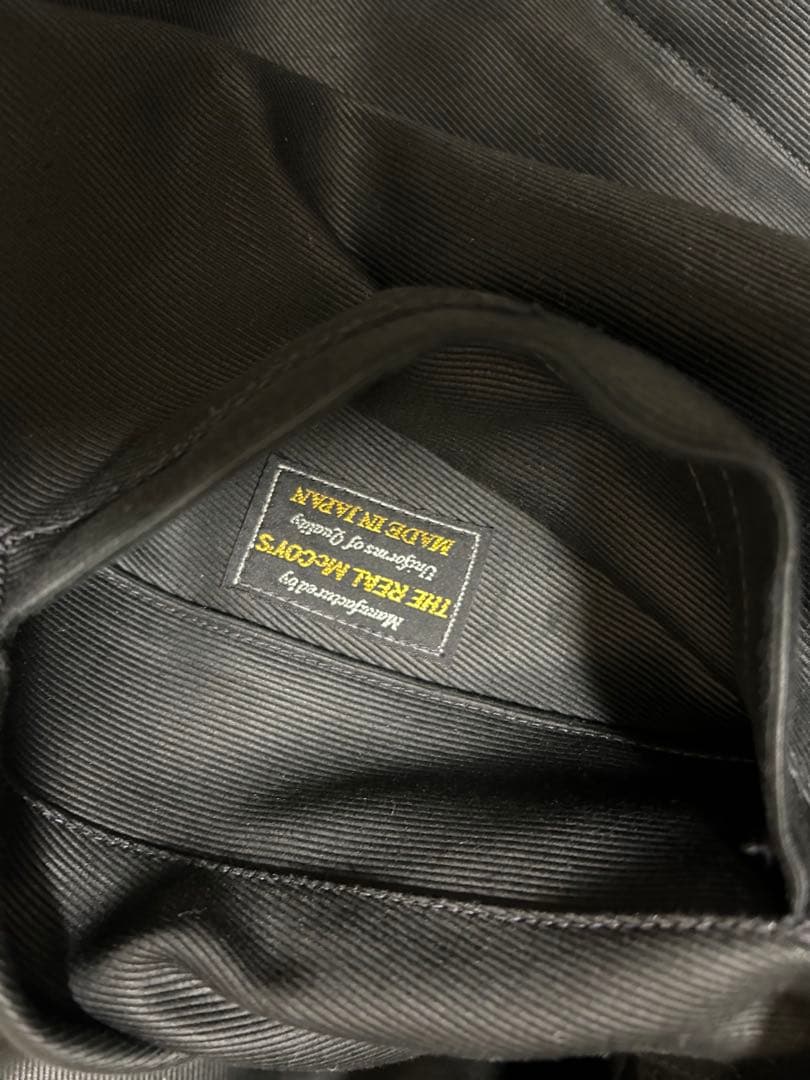 Manufactured by
THE REAL McCOY'S
Uniforms of Quality
MADE IN JAPAN